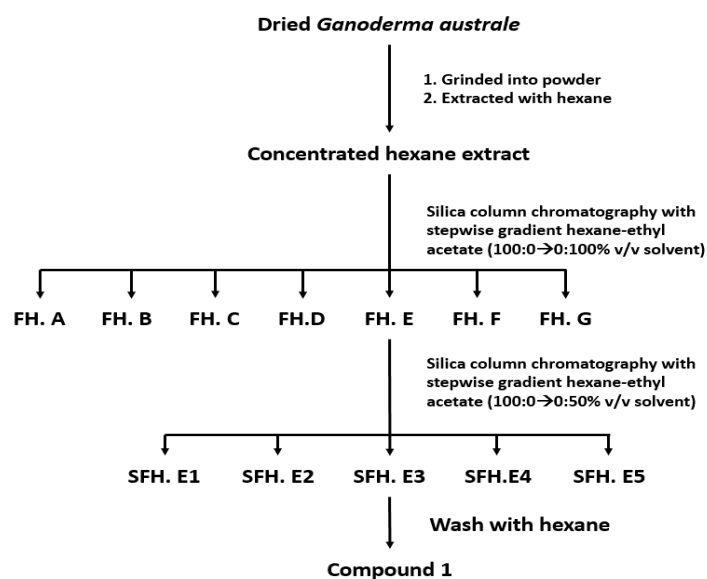 Dried Ganoderma australe
1. Grinded into powder
2. Extracted with hexane
Concentrated hexane extract
Silica column chromatography with
stepwise gradient hexane-ethyl
acetate (100:0→0:100% v/v solvent)
FH. A FH. B FH. C FH.D FH. E FH. F FH. G
Silica column chromatography with
stepwise gradient hexane-ethyl
acetate (100:0→0:50% v/v solvent)
SFH. E1 SFH. E2 SFH. E3 SFH.E4 SFH. E5
Wash with hexane
Compound 1